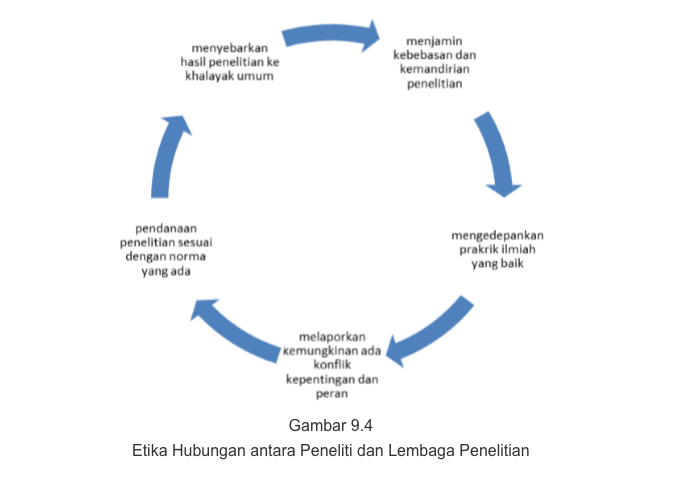 menyebarkan
hasil penelitian ke
khalayak umum
menjamin
kebebasan dan
kemandirian
penelitian
mengedepankan
prakrik ilmiah
yang baik
melaporkan
kemungkinan ada
konflik
kepentingan dan
peran
pendanaan
penelitian sesuai
dengan norma
yang ada
Gambar 9.4
Etika Hubungan antara Peneliti dan Lembaga Penelitian